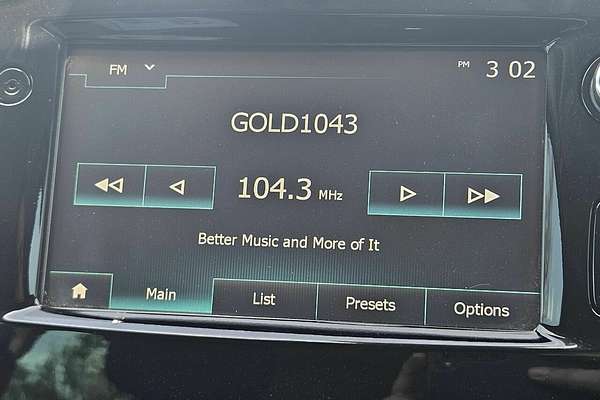 FM
PM 3 02
GOLD1043
104.3 MHz
Better Music and More of It
Main List Presets Options